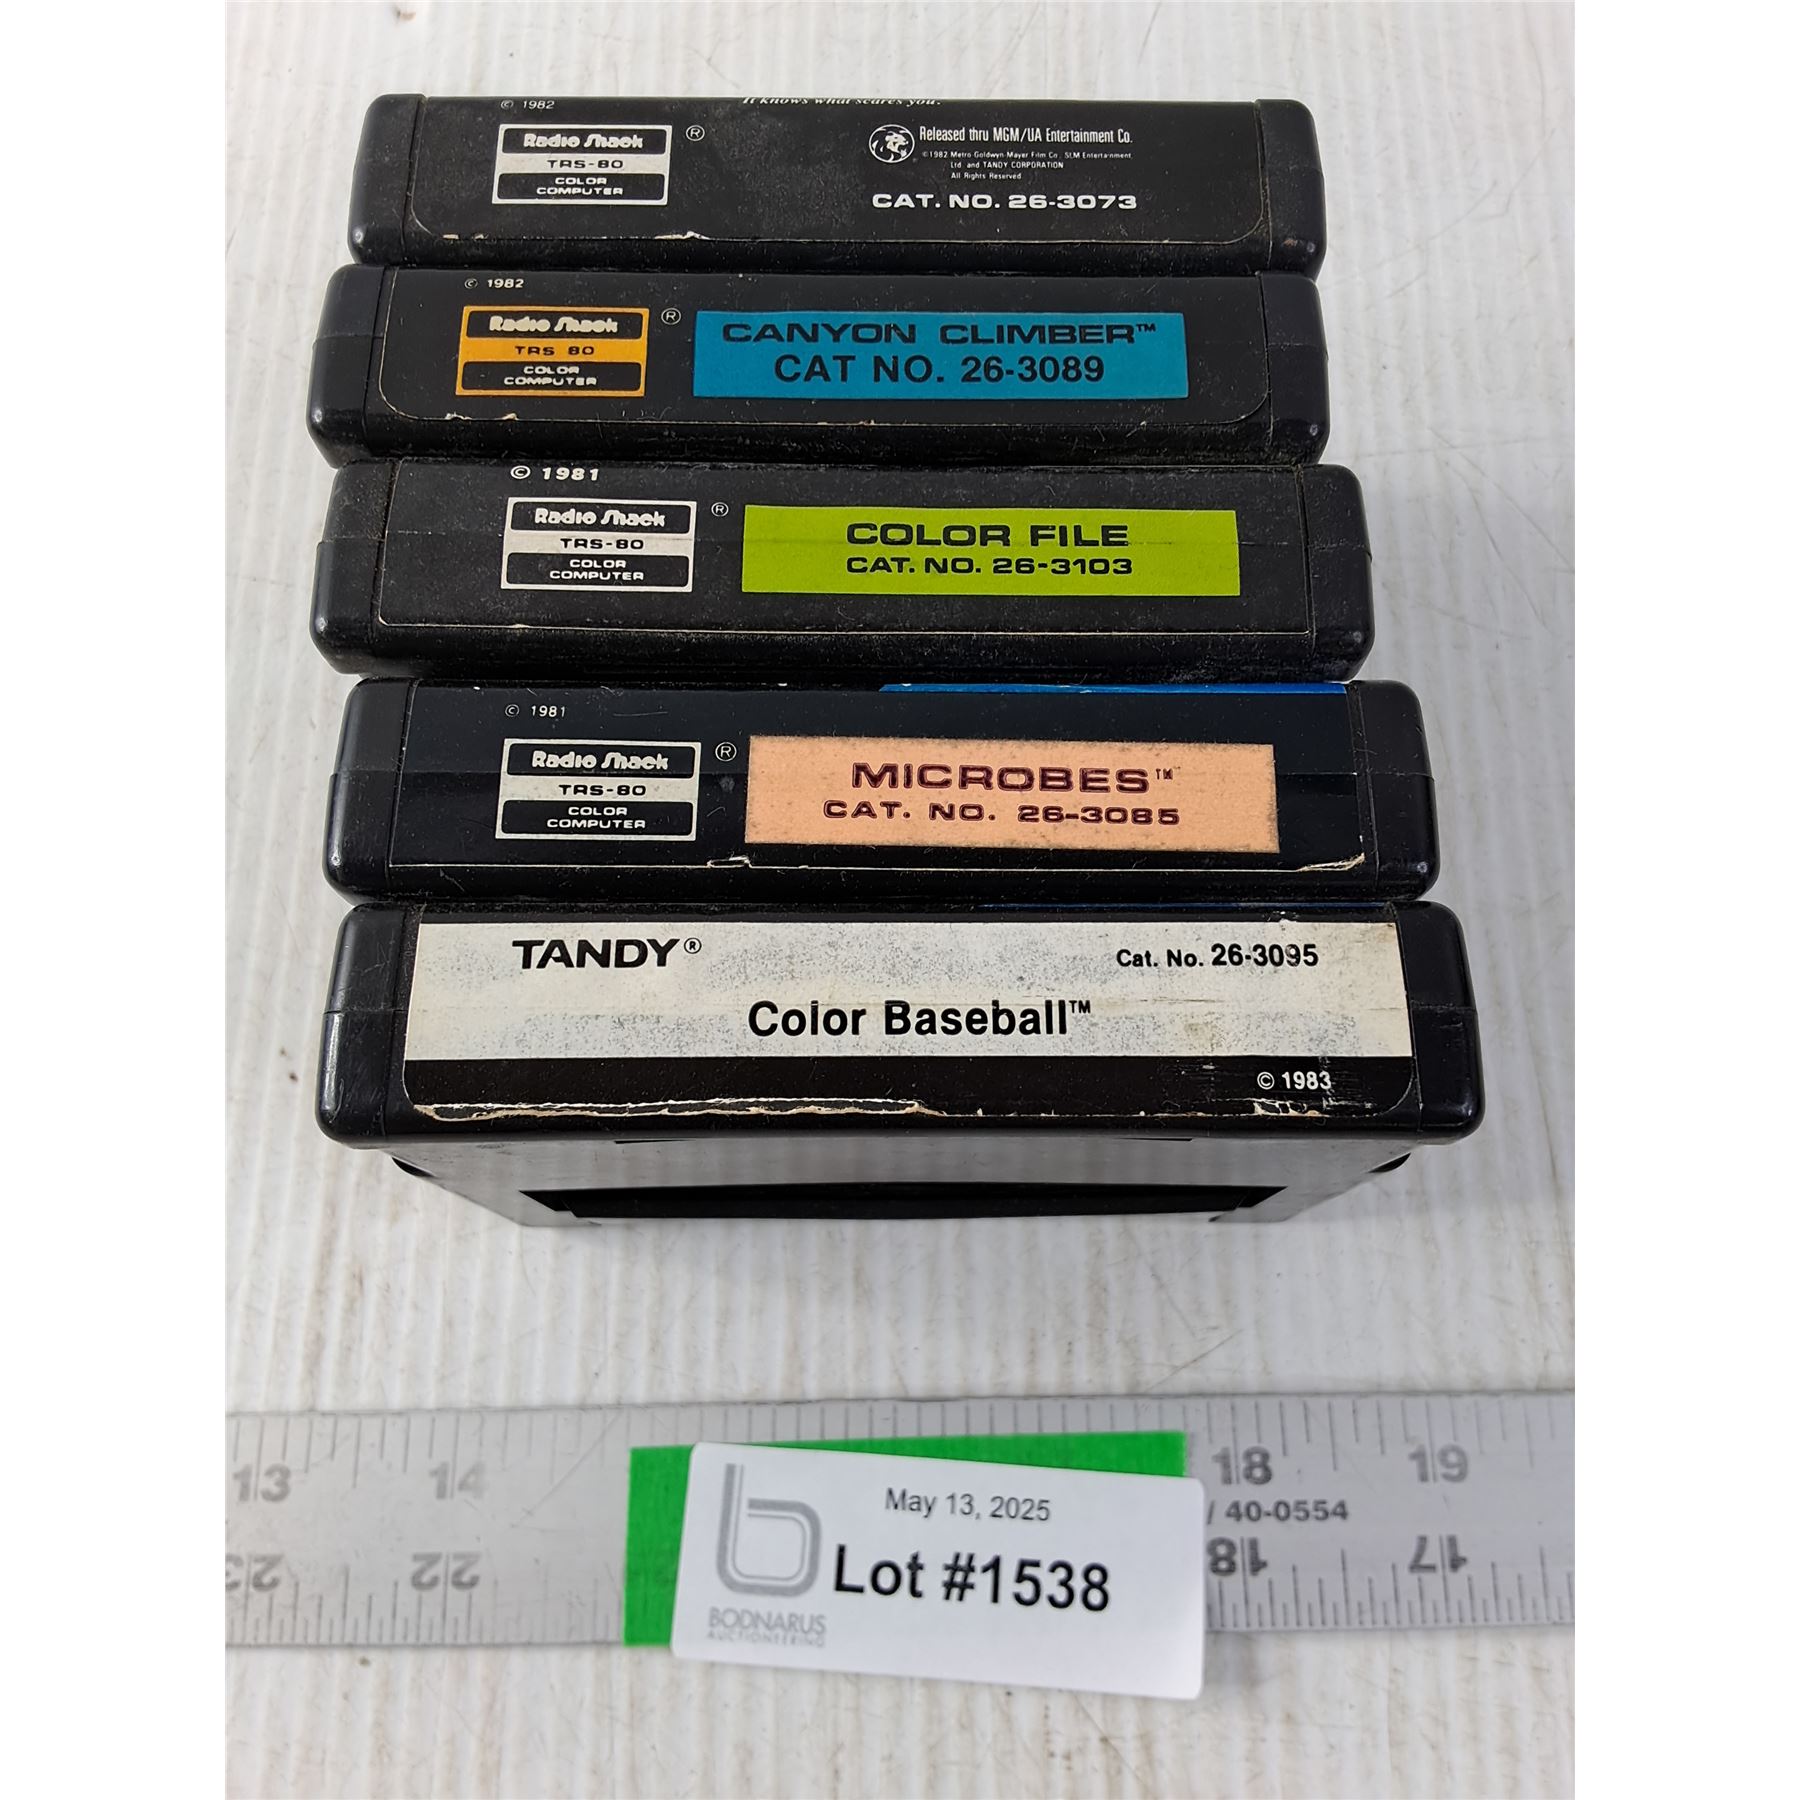 © 1982
It knows what scares you.
Radio Shack ®
TRS-80
COLOR
COMPUTER
Released thru MGM/UA Entertainment Co.
©1982 Metro Goldwyn-Mayer Film Co., SLM Entertainment,
Ltd. and TANDY CORPORATION
All Rights Reserved
CAT. NO. 26-3073
© 1982
Radio Shack ®
TRS 80
COLOR
COMPUTER
CANYON CLIMBER™
CAT NO. 26-3089
© 1981
Radio Shack ®
TRS-80
COLOR
COMPUTER
COLOR FILE
CAT. NO. 26-3103
© 1981
Radio Shack ®
TRS-80
COLOR
COMPUTER
MICROBES™
CAT. NO. 26-3085
TANDY®
Cat. No. 26-3095
Color Baseball™
© 1983
13 14 18 19
/ 40-0554
23 22 18 17
May 13, 2025
Lot #1538
b
BODNARUS
AUCTIONEERING